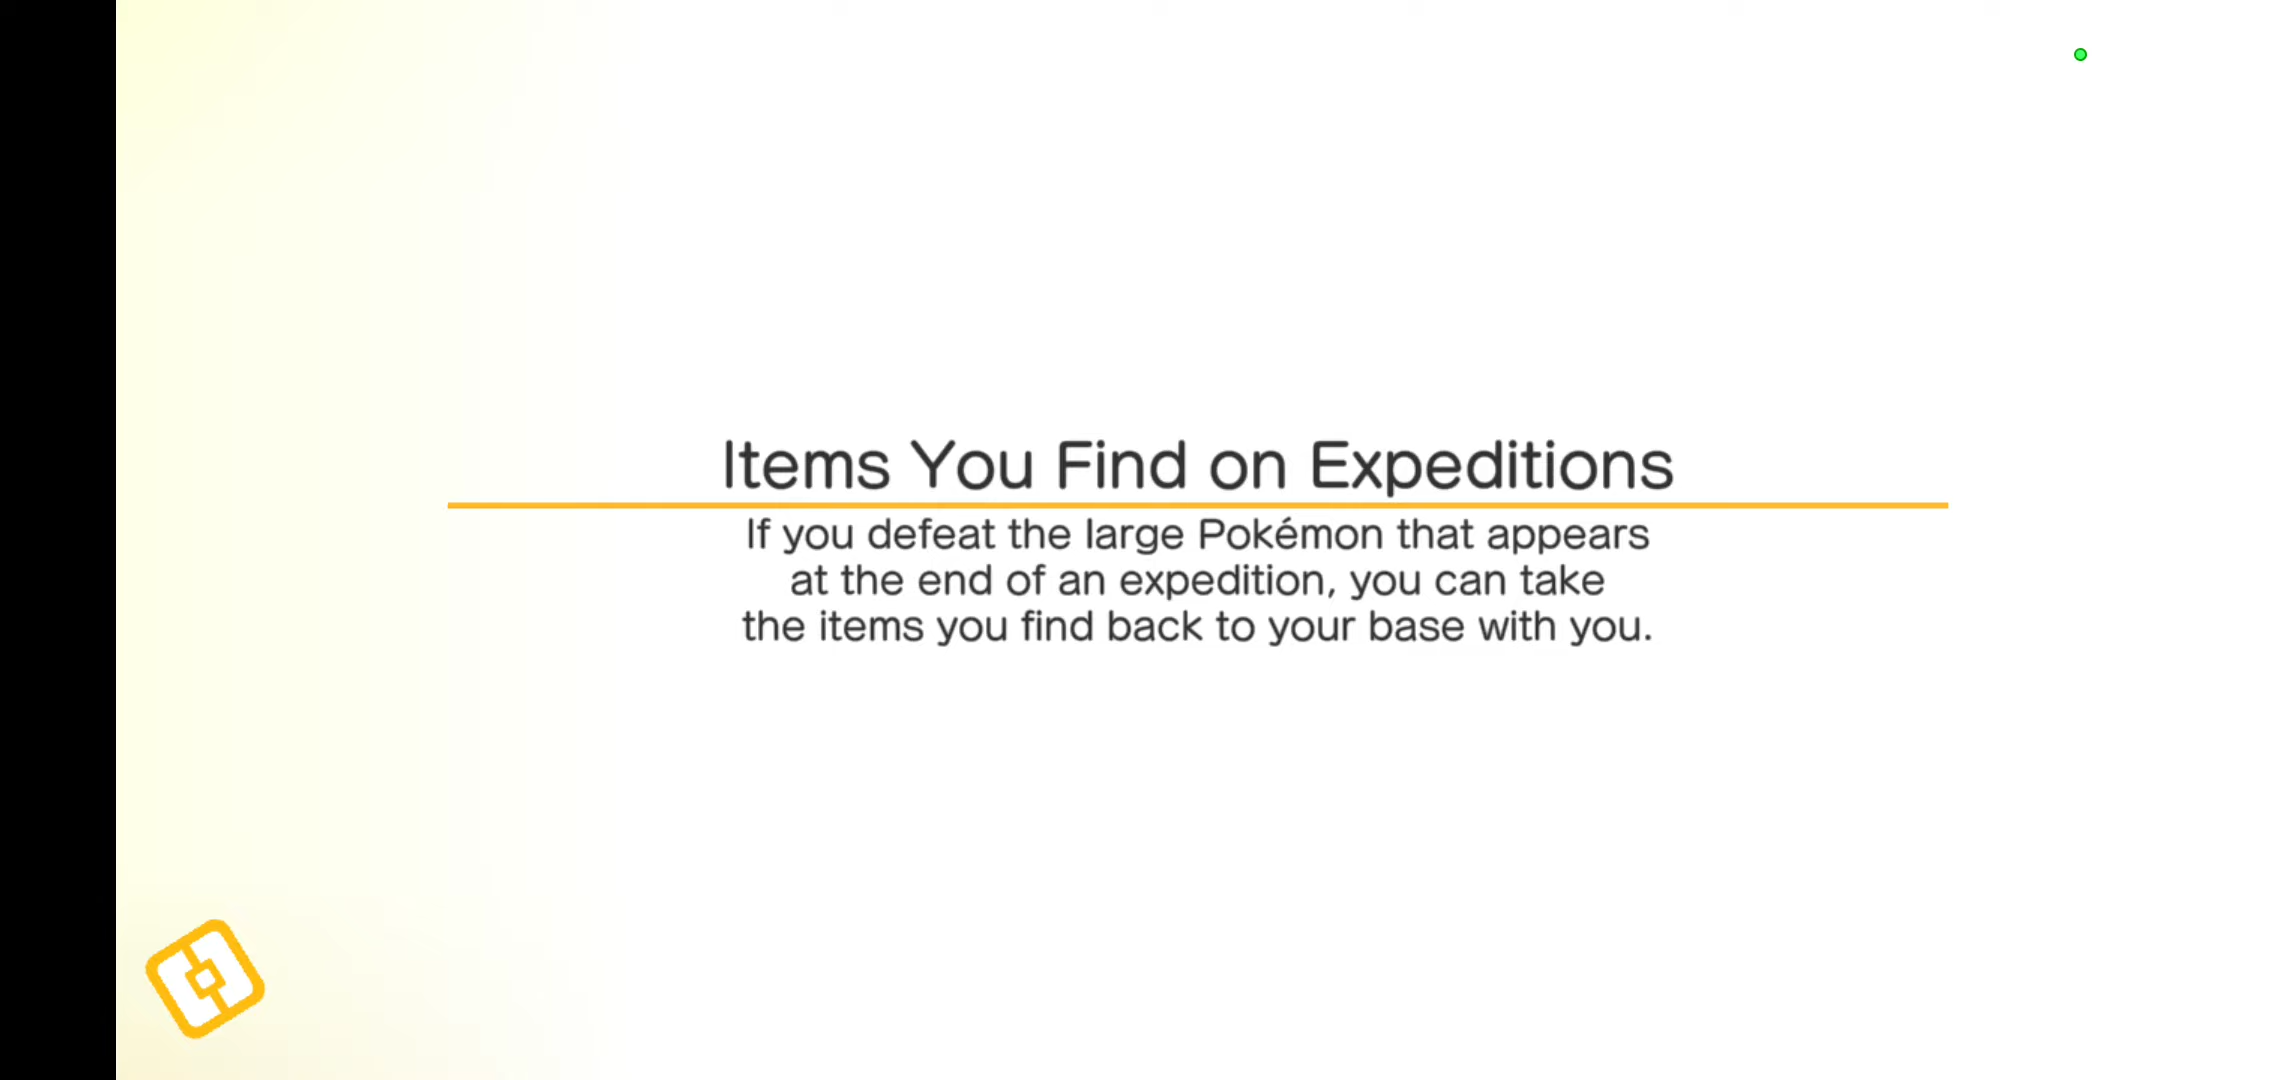 Items You Find on Expeditions
If you defeat the large Pokémon that appears
at the end of an expedition, you can take
the items you find back to your base with you.